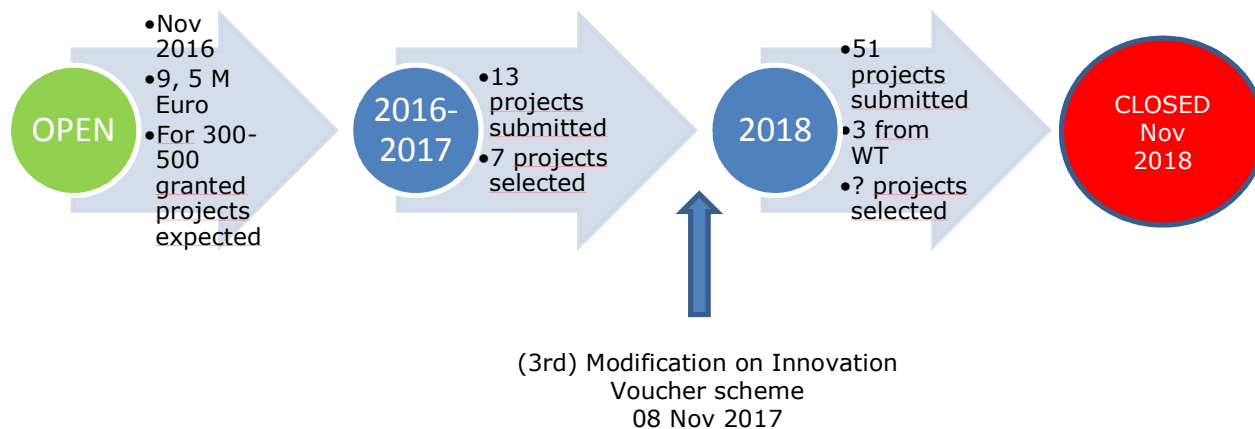 OPEN
•Nov
2016
•9, 5 M
Euro
•For 300-
500
granted
projects
expected
2016-
2017
•13
projects
submitted
•7 projects
selected
2018
•51
projects
submitted
•3 from
WT
•? projects
selected
CLOSED
Nov
2018
(3rd) Modification on Innovation
Voucher scheme
08 Nov 2017